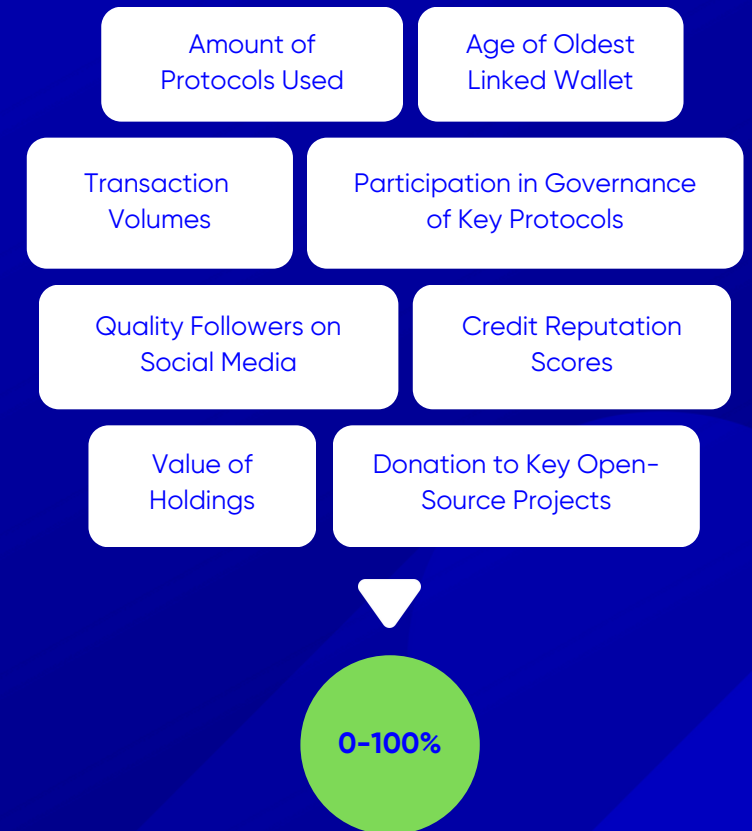 Amount of
Protocols Used
Age of Oldest
Linked Wallet
Transaction
Volumes
Participation in Governance
of Key Protocols
Quality Followers on
Social Media
Credit Reputation
Scores
Value of
Holdings
Donation to Key Open-
Source Projects
0-100%